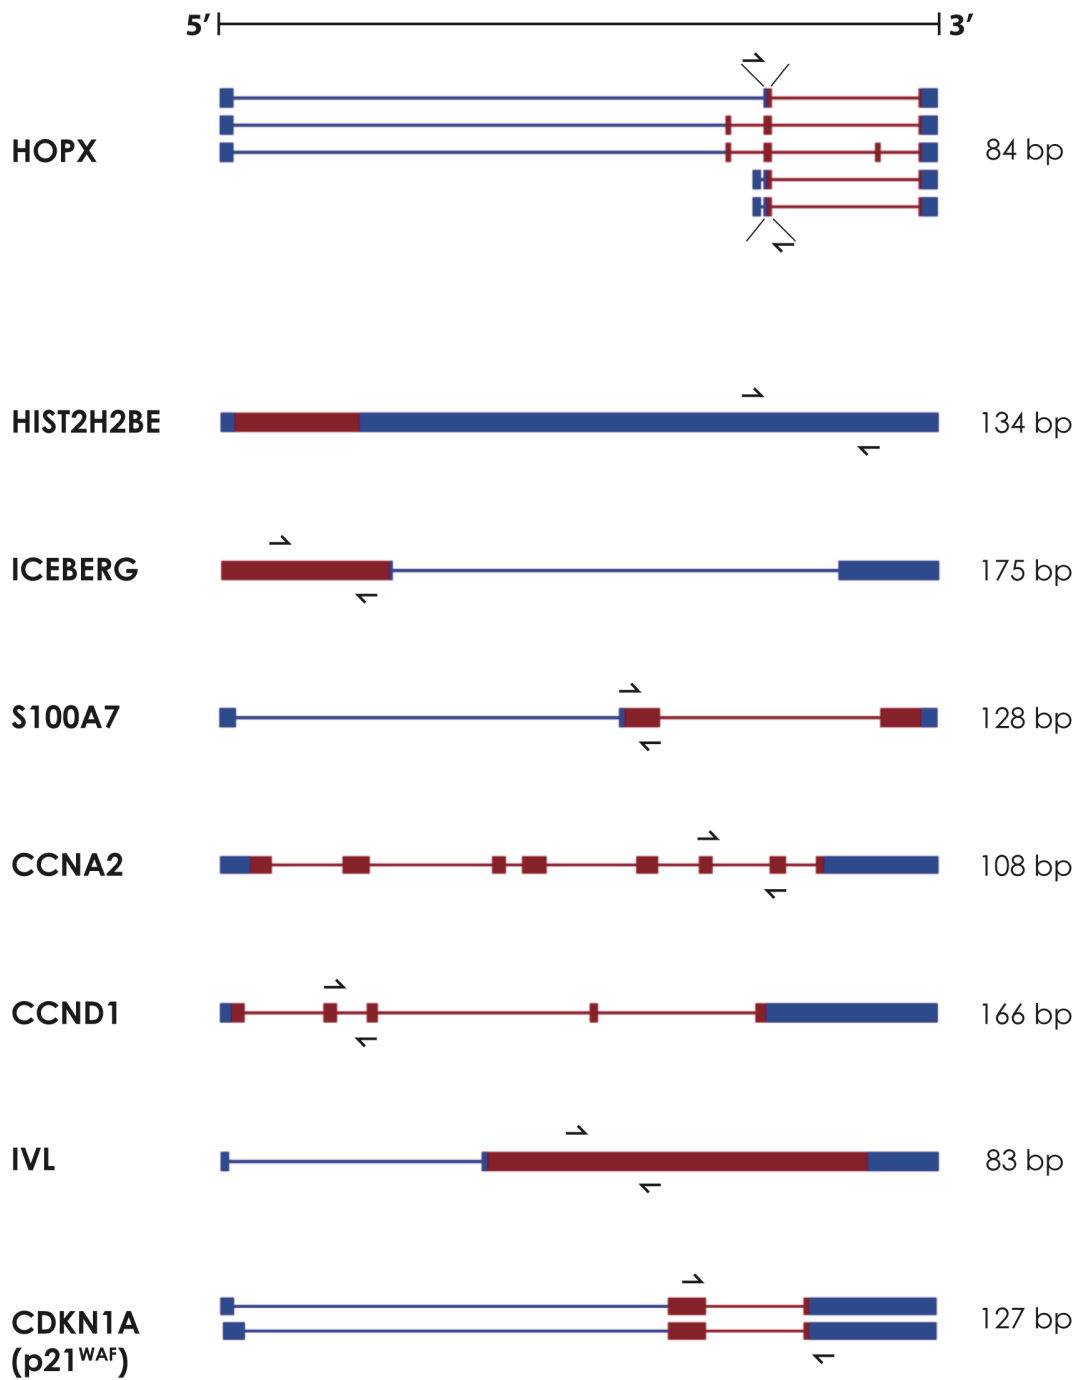 5’ 3’
HOPX 84 bp
HIST2H2BE 134 bp
ICEBERG 175 bp
S100A7 128 bp
CCNA2 108 bp
CCND1 166 bp
IVL 83 bp
CDKN1A 127 bp
(p21WAF)